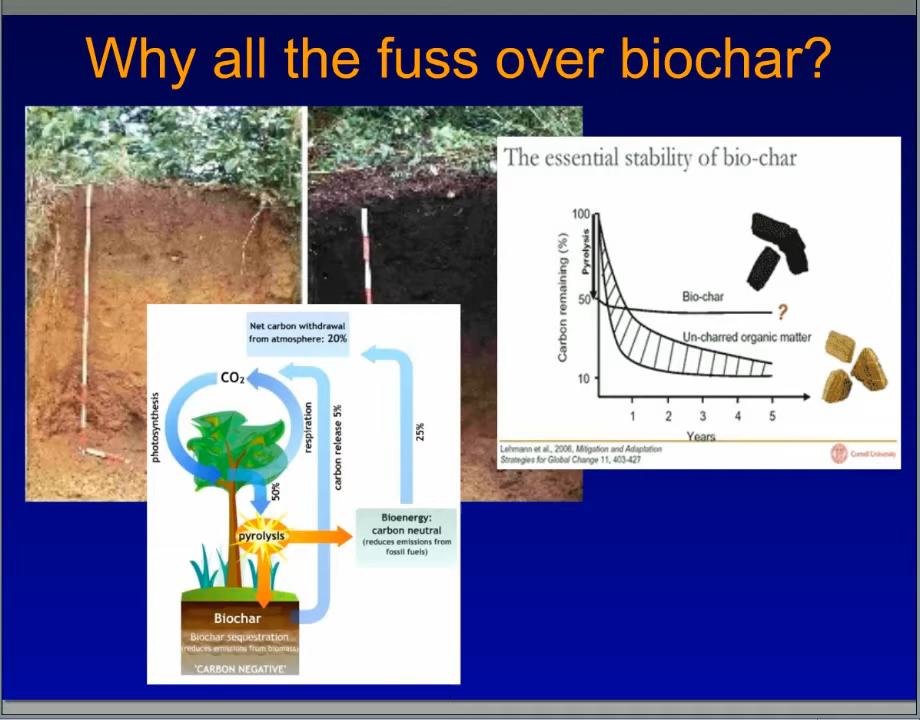 Why all the fuss over biochar?
The essential stability of bio-char
100
50
10
Carbon remaining (%)
Pyrolysis
Bio-char
?
Un-charred organic matter
1 2 3 4 5
Years
Lehmann et al., 2006, Mitigation and Adaptation
Strategies for Global Change 11, 403-427
Cornell University
Net carbon withdrawal
from atmosphere: 20%
CO₂
photosynthesis
respiration
carbon release 5%
25%
50%
pyrolysis
Bioenergy:
carbon neutral
(reduces emissions from
fossil fuels)
Biochar
Biochar sequestration
(reduces emissions from biomass)
'CARBON NEGATIVE'